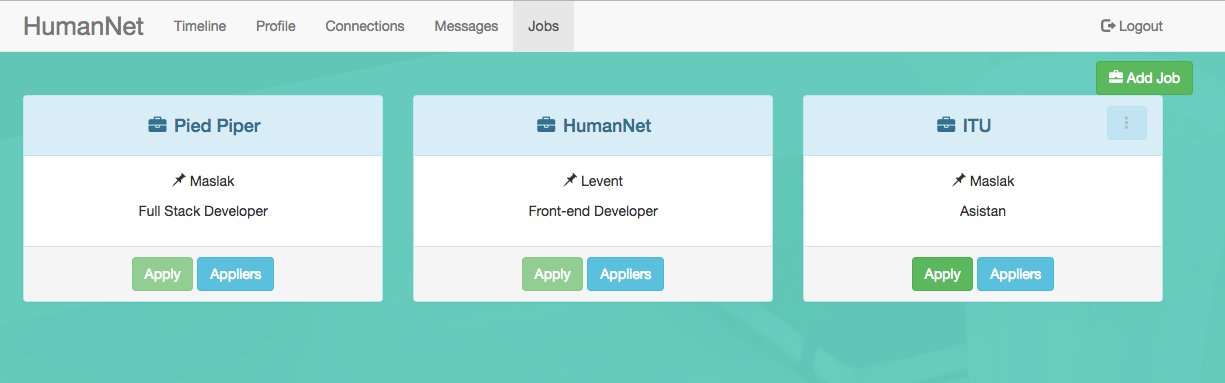 HumanNet Timeline Profile Connections Messages Jobs Logout
Add Job
Pied Piper
Maslak
Full Stack Developer
Apply Appliers
HumanNet
Levent
Front-end Developer
Apply Appliers
ITU
Maslak
Asistan
Apply Appliers